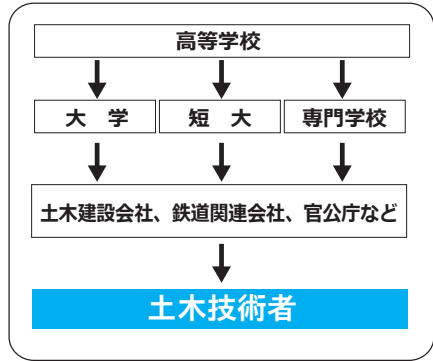 高等学校
大　学
短　大
専門学校
土木建設会社、鉄道関連会社、官公庁など
土木技術者